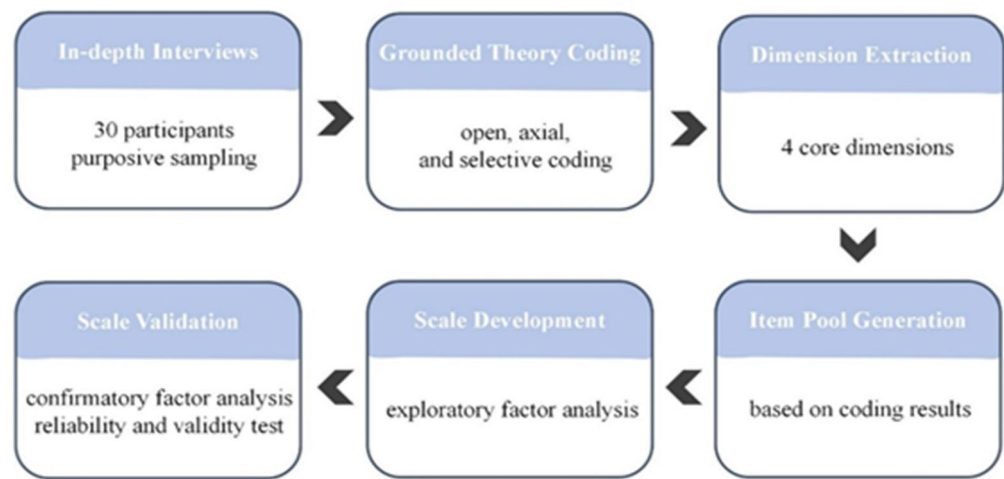 In-depth Interviews
30 participants
purposive sampling
Grounded Theory Coding
open, axial,
and selective coding
Dimension Extraction
4 core dimensions
Item Pool Generation
based on coding results
Scale Development
exploratory factor analysis
Scale Validation
confirmatory factor analysis
reliability and validity test